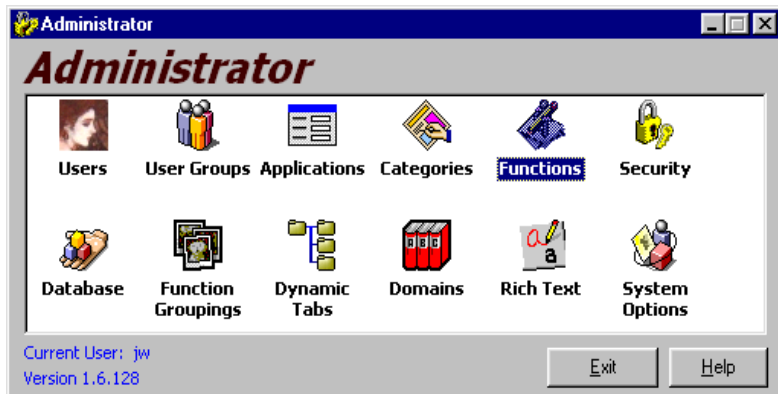 Administrator
Administrator
Users User Groups Applications Categories Functions Security
A B C
a
a
Database Function Groupings Dynamic Tabs Domains Rich Text System Options
Current User: jw
Version 1.6.128
Exit Help